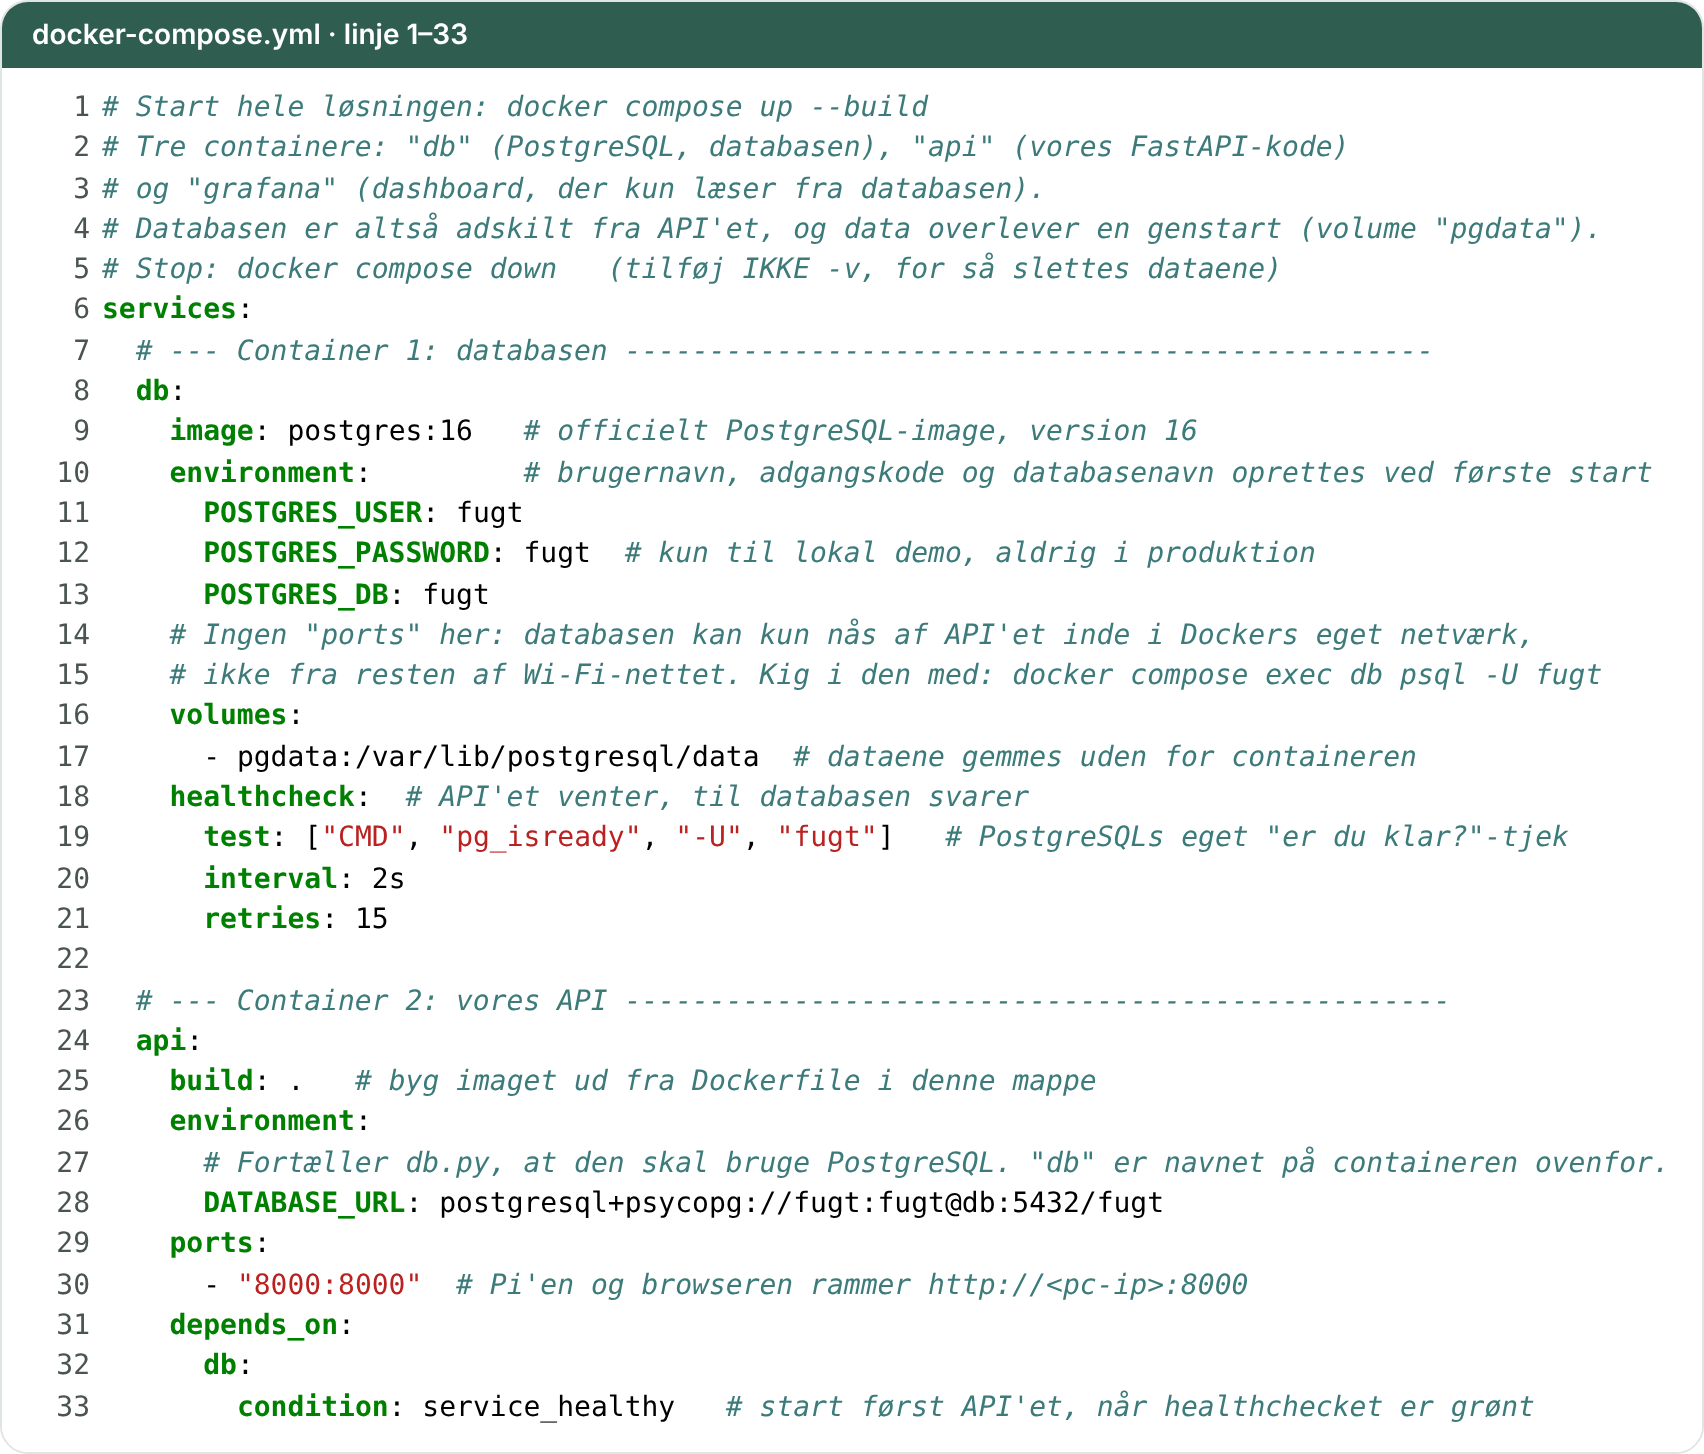 docker-compose.yml · linje 1–33
1 # Start hele løsningen: docker compose up --build
2 # Tre containere: "db" (PostgreSQL, databasen), "api" (vores FastAPI-kode)
3 # og "grafana" (dashboard, der kun læser fra databasen).
4 # Databasen er altså adskilt fra API'et, og data overlever en genstart (volume "pgdata").
5 # Stop: docker compose down   (tilføj IKKE -v, for så slettes dataene)
6 services:
7   # --- Container 1: databasen ------------------------------------------------
8   db:
9     image: postgres:16   # officielt PostgreSQL-image, version 16
10     environment:         # brugernavn, adgangskode og databasenavn oprettes ved første start
11       POSTGRES_USER: fugt
12       POSTGRES_PASSWORD: fugt  # kun til lokal demo, aldrig i produktion
13       POSTGRES_DB: fugt
14     # Ingen "ports" her: databasen kan kun nås af API'et inde i Dockers eget netværk,
15     # ikke fra resten af Wi-Fi-nettet. Kig i den med: docker compose exec db psql -U fugt
16     volumes:
17       - pgdata:/var/lib/postgresql/data  # dataene gemmes uden for containeren
18     healthcheck:  # API'et venter, til databasen svarer
19       test: ["CMD", "pg_isready", "-U", "fugt"]   # PostgreSQLs eget "er du klar?"-tjek
20       interval: 2s
21       retries: 15
22
23   # --- Container 2: vores API -------------------------------------------------
24   api:
25     build: .   # byg imaget ud fra Dockerfile i denne mappe
26     environment:
27       # Fortæller db.py, at den skal bruge PostgreSQL. "db" er navnet på containeren ovenfor.
28       DATABASE_URL: postgresql+psycopg://fugt:fugt@db:5432/fugt
29     ports:
30       - "8000:8000"  # Pi'en og browseren rammer http://<pc-ip>:8000
31     depends_on:
32       db:
33         condition: service_healthy   # start først API'et, når healthchecket er grønt